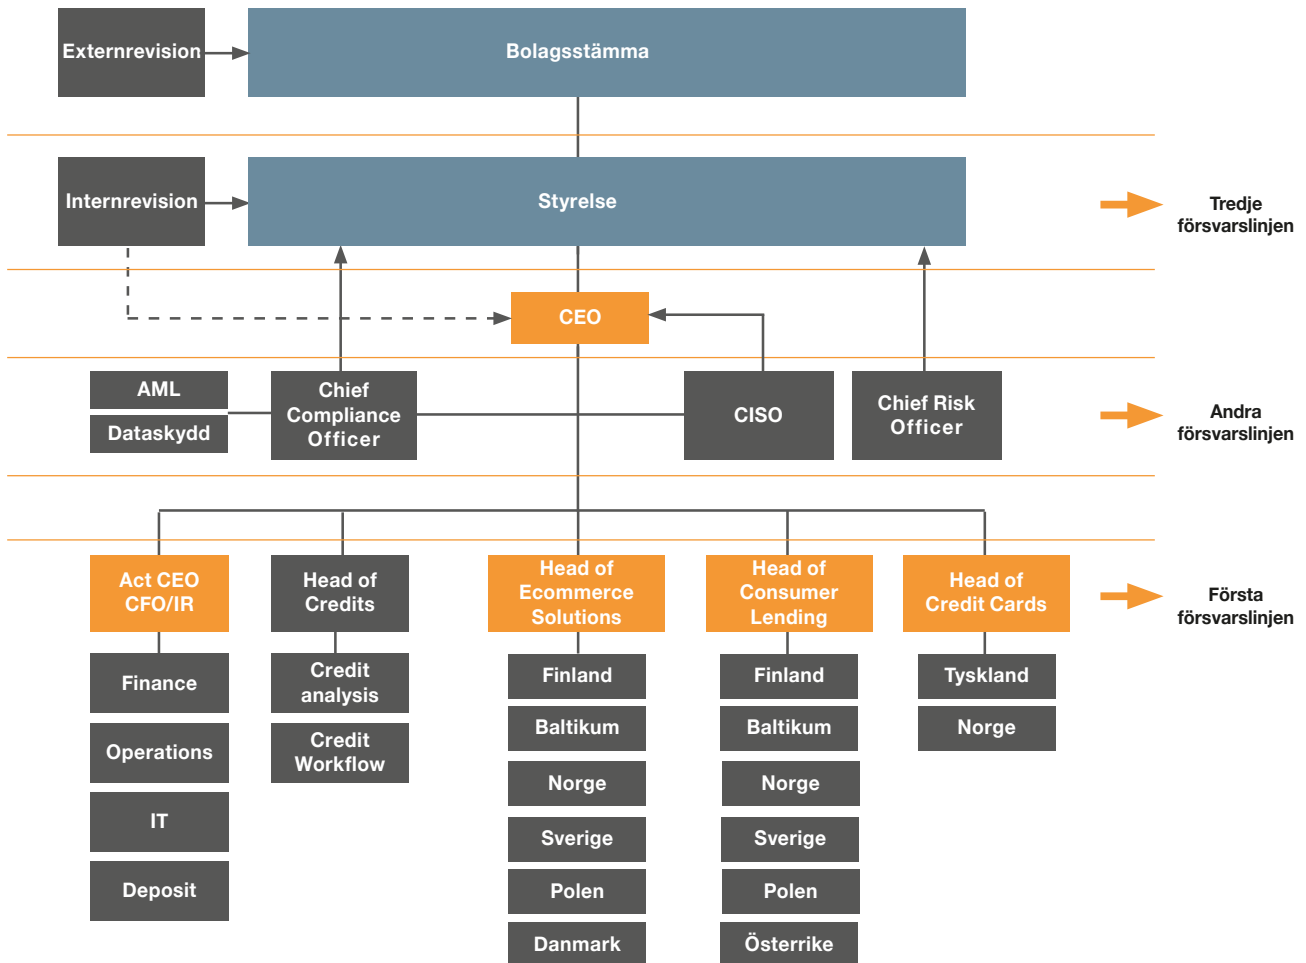 Externrevision
Bolagsstämma
Internrevision
Styrelse
Tredje
försvarslinjen
CEO
AML
Dataskydd
Chief
Compliance
Officer
CISO
Chief Risk
Officer
Andra
försvarslinjen
Act CEO
CFO/IR
Head of
Credits
Head of
Ecommerce
Solutions
Head of
Consumer
Lending
Head of
Credit Cards
Första
försvarslinjen
Finance
Operations
IT
Deposit
Credit
analysis
Credit
Workflow
Finland
Baltikum
Norge
Sverige
Polen
Danmark
Finland
Baltikum
Norge
Sverige
Polen
Österrike
Tyskland
Norge